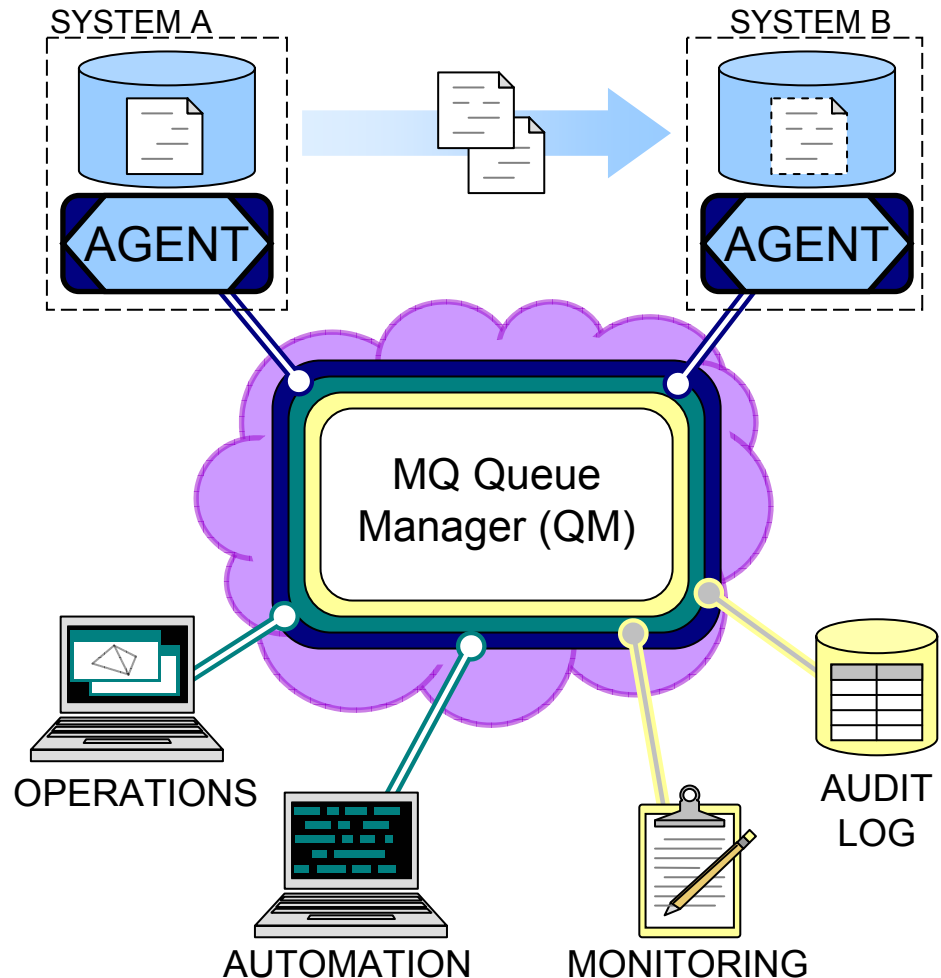 SYSTEM A
SYSTEM B
AGENT
AGENT
MQ Queue
Manager (QM)
OPERATIONS
AUTOMATION
MONITORING
AUDIT
LOG